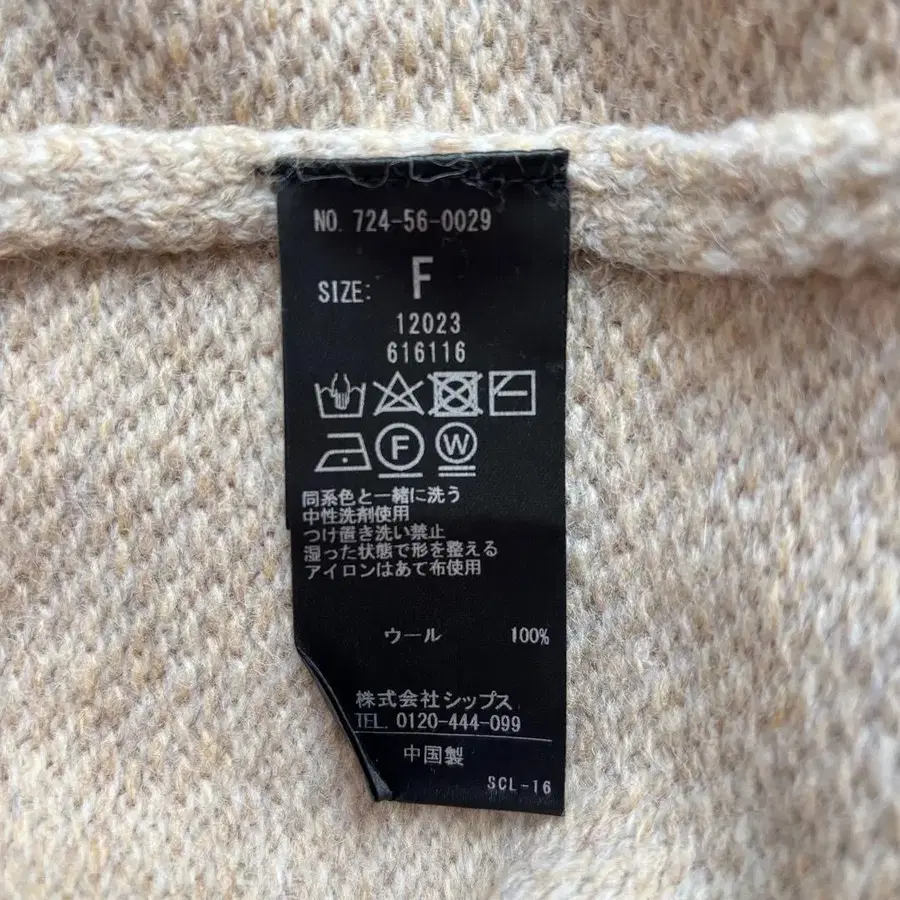 NO. 724-56-0029
SIZE: F
12023
616116
F W
同系色と一緒に洗う
中性洗剤使用
つけ置き洗い禁止
湿った状態で形を整える
アイロンはあて布使用
ウール 100%
株式会社シップス
TEL. 0120-444-099
中国製
SCL-16